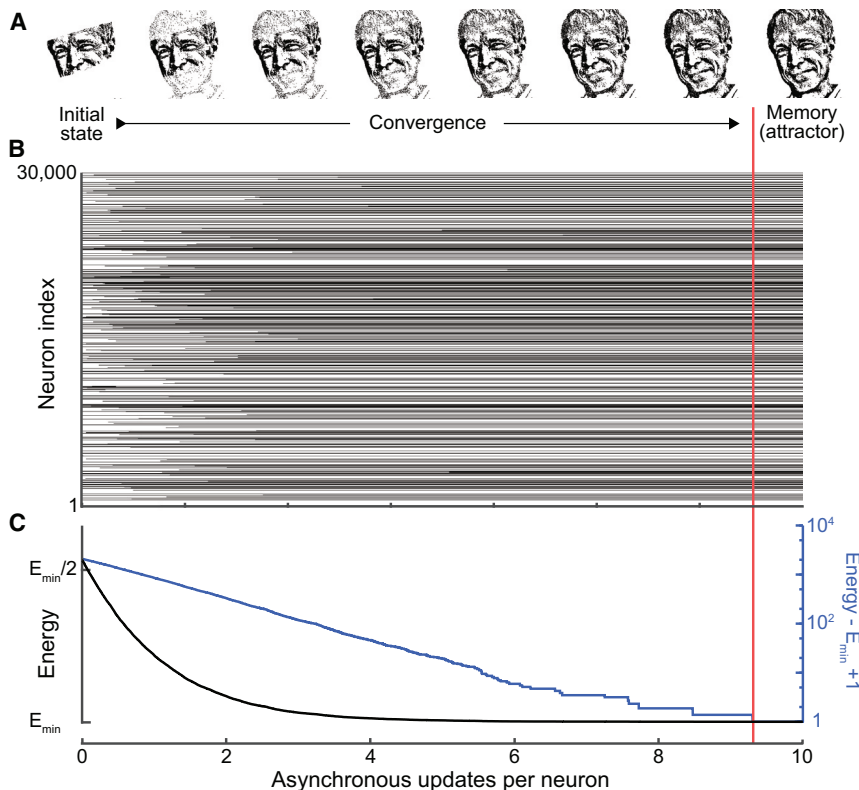 A
Initial
state
Convergence
Memory
(attractor)
B
30,000
Neuron index
1
C
E_min/2
Energy
E_min
10^4
10^2
1
Energy - E_min +1
0 2 4 6 8 10
Asynchronous updates per neuron